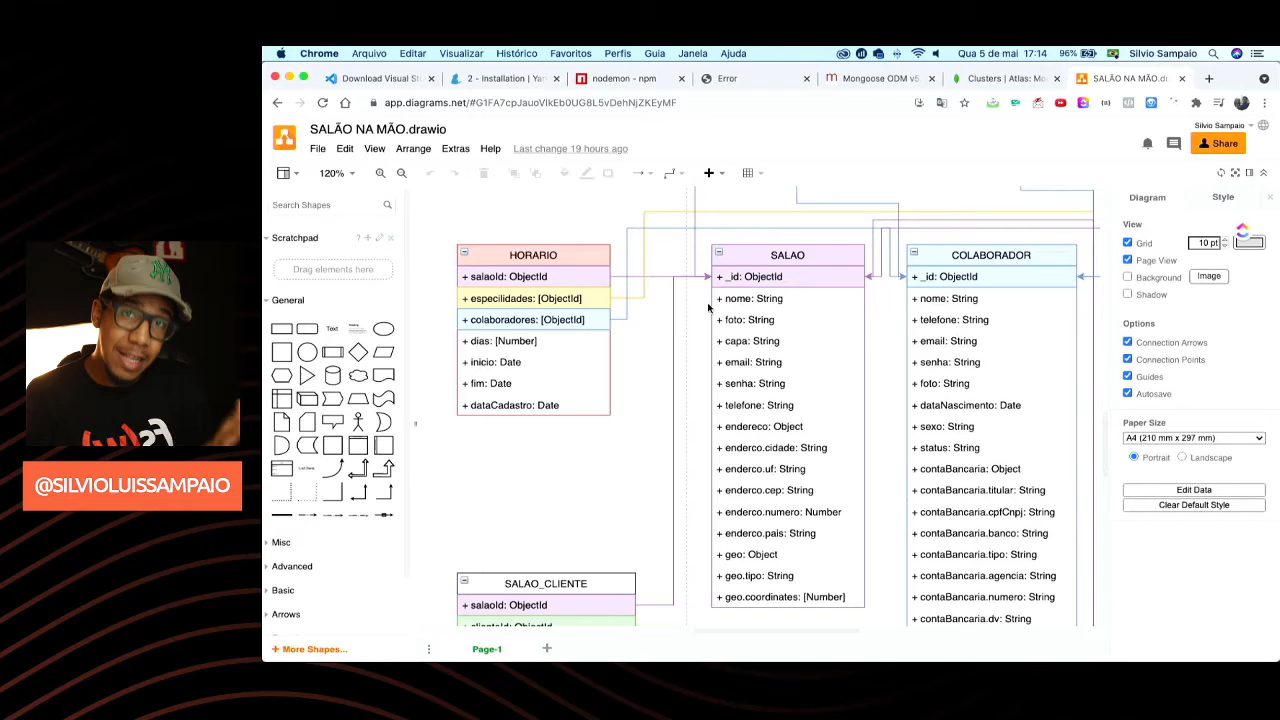 Chrome Arquivo Editar Visualizar Histórico Favoritos Perfis Guia Janela Ajuda Qua 5 de mai 17:14 96% Silvio Sampaio
Download Visual St 2 - Installation | Ya nodemon - npm Error Mongoose ODM v5 Clusters | Atlas: Mo SALÃO NA MÃO.dr
app.diagrams.net/#G1FA7cpJauoVlkEb0UG8L5vDehNjZKEyMF
SALÃO NA MÃO.drawio
Silvio Sampaio
File Edit View Arrange Extras Help Last change 19 hours ago
Share
120%
Search Shapes
Scratchpad
Drag elements here
General
Text
Misc
Advanced
Basic
Arrows
+ More Shapes...
HORARIO
+ salaoId: ObjectId
+ especilidades: [ObjectId]
+ colaboradores: [ObjectId]
+ dias: [Number]
+ inicio: Date
+ fim: Date
+ dataCadastro: Date
SALAO_CLIENTE
+ salaoId: ObjectId
+ clienteId: ObjectId
SALAO
+ _id: ObjectId
+ nome: String
+ foto: String
+ capa: String
+ email: String
+ senha: String
+ telefone: String
+ endereco: Object
+ enderco.cidade: String
+ enderco.uf: String
+ enderco.cep: String
+ enderco.numero: Number
+ enderco.pais: String
+ geo: Object
+ geo.tipo: String
+ geo.coordinates: [Number]
COLABORADOR
+ _id: ObjectId
+ nome: String
+ telefone: String
+ email: String
+ senha: String
+ foto: String
+ dataNascimento: Date
+ sexo: String
+ status: String
+ contaBancaria: Object
+ contaBancaria.titular: String
+ contaBancaria.cpfCnpj: String
+ contaBancaria.banco: String
+ contaBancaria.tipo: String
+ contaBancaria.agencia: String
+ contaBancaria.numero: String
+ contaBancaria.dv: String
Page-1
Diagram Style
View
Grid 10 pt
Page View
Background Image
Shadow
Options
Connection Arrows
Connection Points
Guides
Autosave
Paper Size
A4 (210 mm x 297 mm)
Portrait Landscape
Edit Data
Clear Default Style
@SILVIOLUISSAMPAIO